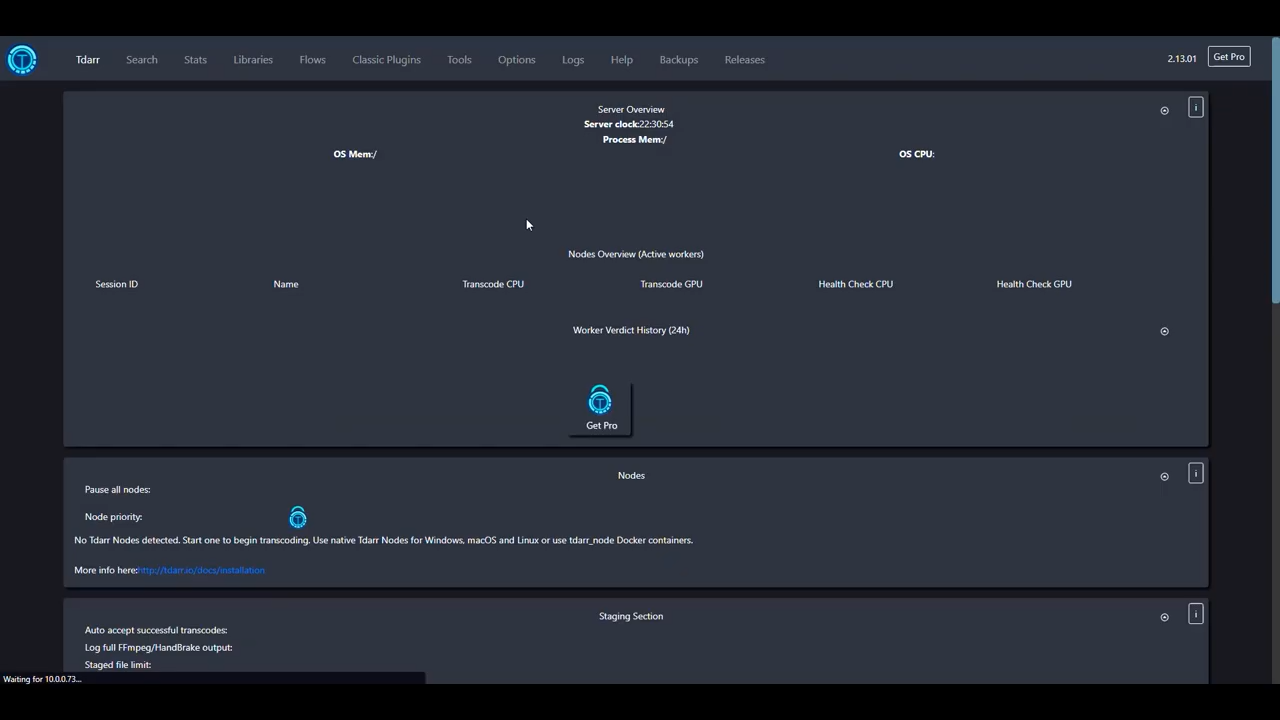 Tdarr Search Stats Libraries Flows Classic Plugins Tools Options Logs Help Backups Releases 2.13.01 Get Pro
Server Overview
i
Server clock:22:30:54
Process Mem:/
OS Mem:/ OS CPU:
Nodes Overview (Active workers)
Session ID Name Transcode CPU Transcode GPU Health Check CPU Health Check GPU
Worker Verdict History (24h)
T
Get Pro
Nodes
i
Pause all nodes:
Node priority:
T
No Tdarr Nodes detected. Start one to begin transcoding. Use native Tdarr Nodes for Windows, macOS and Linux or use tdarr_node Docker containers.
More info here:http://tdarr.io/docs/installation
Staging Section
i
Auto accept successful transcodes:
Log full FFmpeg/HandBrake output:
Staged file limit:
Waiting for 10.0.0.73...